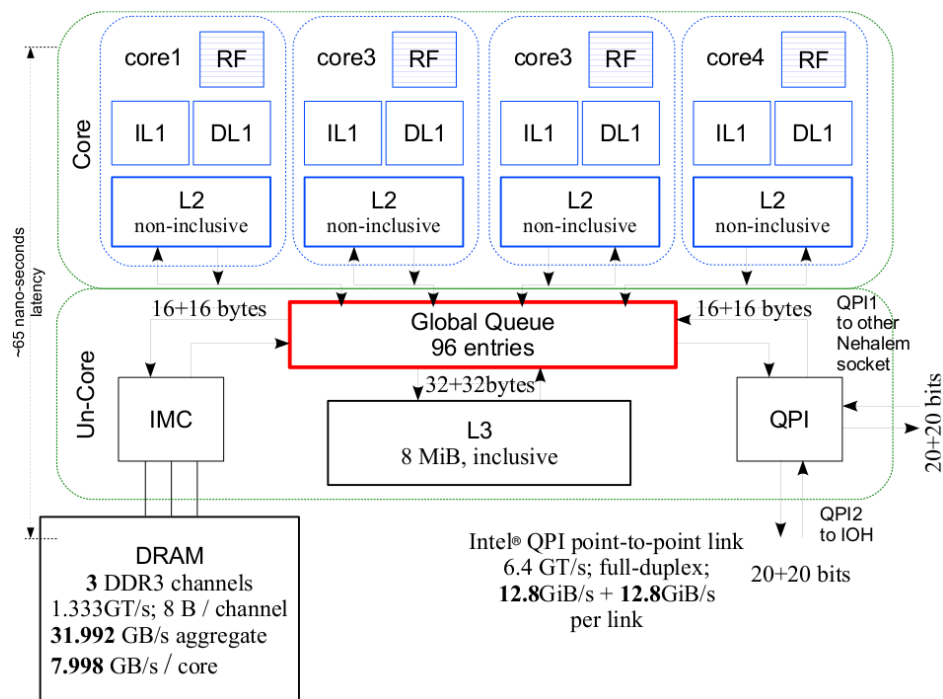 core1
RF
core3
RF
core3
RF
core4
RF
IL1
DL1
IL1
DL1
IL1
DL1
IL1
DL1
L2
non-inclusive
L2
non-inclusive
L2
non-inclusive
L2
non-inclusive
Core
~65 nano-seconds
latency
Un-Core
16+16 bytes
Global Queue
96 entries
16+16 bytes
QPI1
to other
Nehalem
socket
32+32bytes
IMC
L3
8 MiB, inclusive
QPI
20+20 bits
QPI2
to IOH
20+20 bits
DRAM
3 DDR3 channels
1.333GT/s; 8 B / channel
31.992 GB/s aggregate
7.998 GB/s / core
Intel® QPI point-to-point link
6.4 GT/s; full-duplex;
12.8GiB/s + 12.8GiB/s
per link